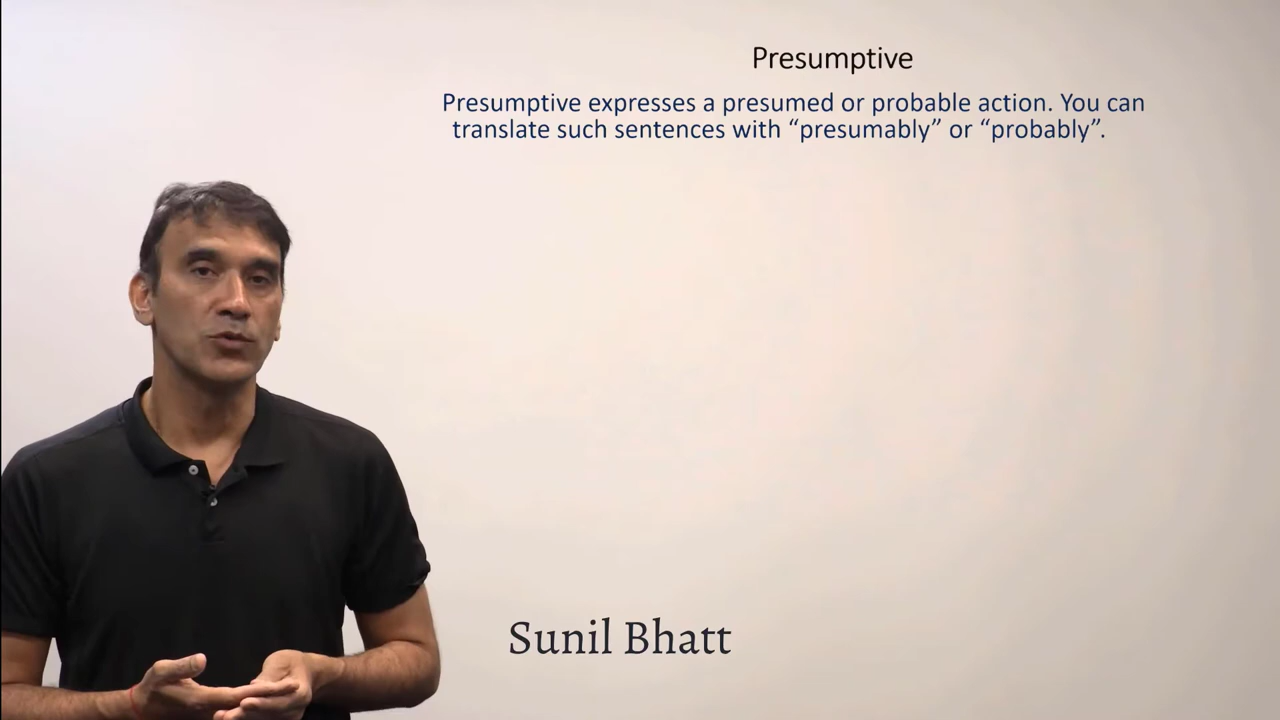 Presumptive
Presumptive expresses a presumed or probable action. You can
translate such sentences with “presumably” or “probably”.
Sunil Bhatt